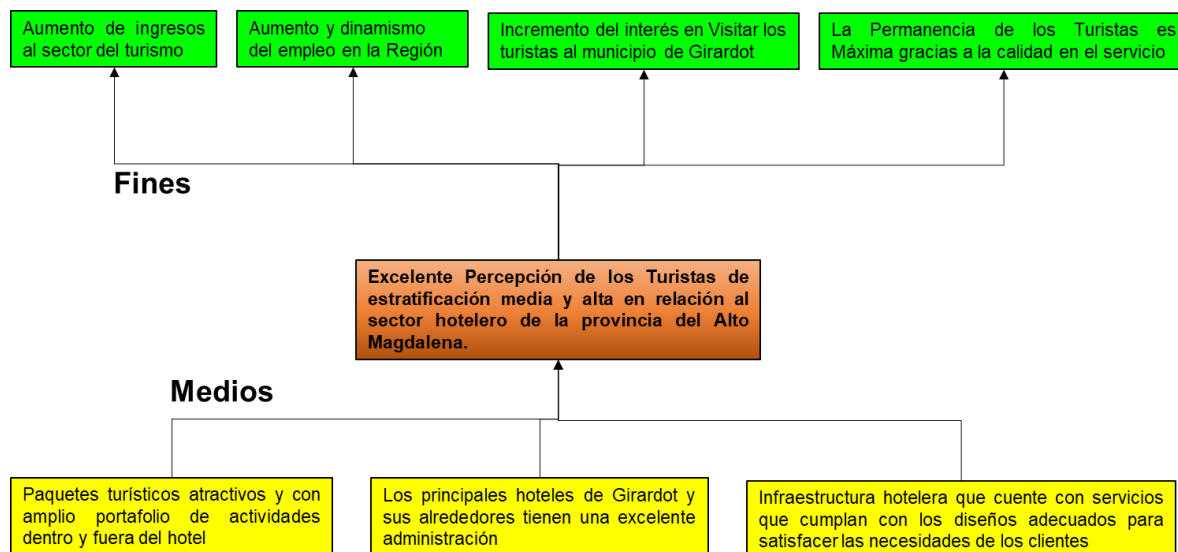 Aumento de ingresos
al sector del turismo
Aumento y dinamismo
del empleo en la Región
Incremento del interés en Visitar los
turistas al municipio de Girardot
La Permanencia de los Turistas es
Máxima gracias a la calidad en el servicio
Fines
Excelente Percepción de los Turistas de
estratificación media y alta en relación al
sector hotelero de la provincia del Alto
Magdalena.
Medios
Paquetes turísticos atractivos y con
amplio portafolio de actividades
dentro y fuera del hotel
Los principales hoteles de Girardot y
sus alrededores tienen una excelente
administración
Infraestructura hotelera que cuente con servicios
que cumplan con los diseños adecuados para
satisfacer las necesidades de los clientes